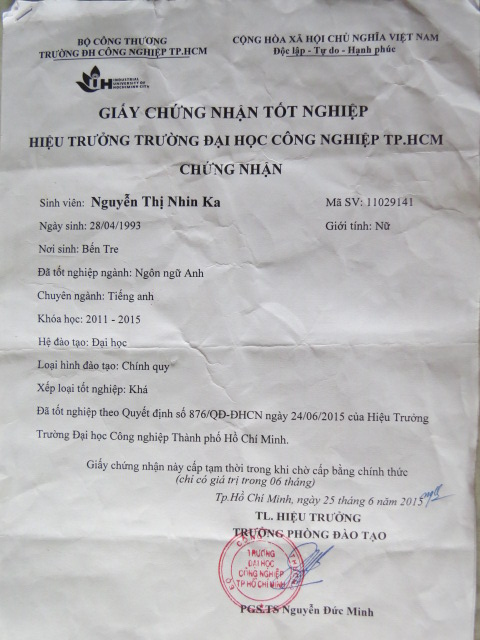 BỘ CÔNG THƯƠNG
TRƯỜNG ĐH CÔNG NGHIỆP TP.HCM
CỘNG HÒA XÃ HỘI CHỦ NGHĨA VIỆT NAM
Độc lập - Tự do - Hạnh phúc
IUH INDUSTRIAL
UNIVERSITY OF
HOCHIMINH CITY
GIẤY CHỨNG NHẬN TỐT NGHIỆP
HIỆU TRƯỞNG TRƯỜNG ĐẠI HỌC CÔNG NGHIỆP TP.HCM
CHỨNG NHẬN
Sinh viên: Nguyễn Thị Nhin Ka Mã SV: 11029141
Ngày sinh: 28/04/1993 Giới tính: Nữ
Nơi sinh: Bến Tre
Đã tốt nghiệp ngành: Ngôn ngữ Anh
Chuyên ngành: Tiếng anh
Khóa học: 2011 - 2015
Hệ đào tạo: Đại học
Loại hình đào tạo: Chính quy
Xếp loại tốt nghiệp: Khá
Đã tốt nghiệp theo Quyết định số 876/QĐ-ĐHCN ngày 24/06/2015 của Hiệu Trưởng
Trường Đại học Công nghiệp Thành phố Hồ Chí Minh.
Giấy chứng nhận này cấp tạm thời trong khi chờ cấp bằng chính thức
(chỉ có giá trị trong 06 tháng)
Tp.Hồ Chí Minh, ngày 25 tháng 6 năm 2015
TL. HIỆU TRƯỞNG
TRƯỞNG PHÒNG ĐÀO TẠO
TRƯỜNG
ĐẠI HỌC
CÔNG NGHIỆP
TP HỒ CHÍ MINH
PGS.TS Nguyễn Đức Minh